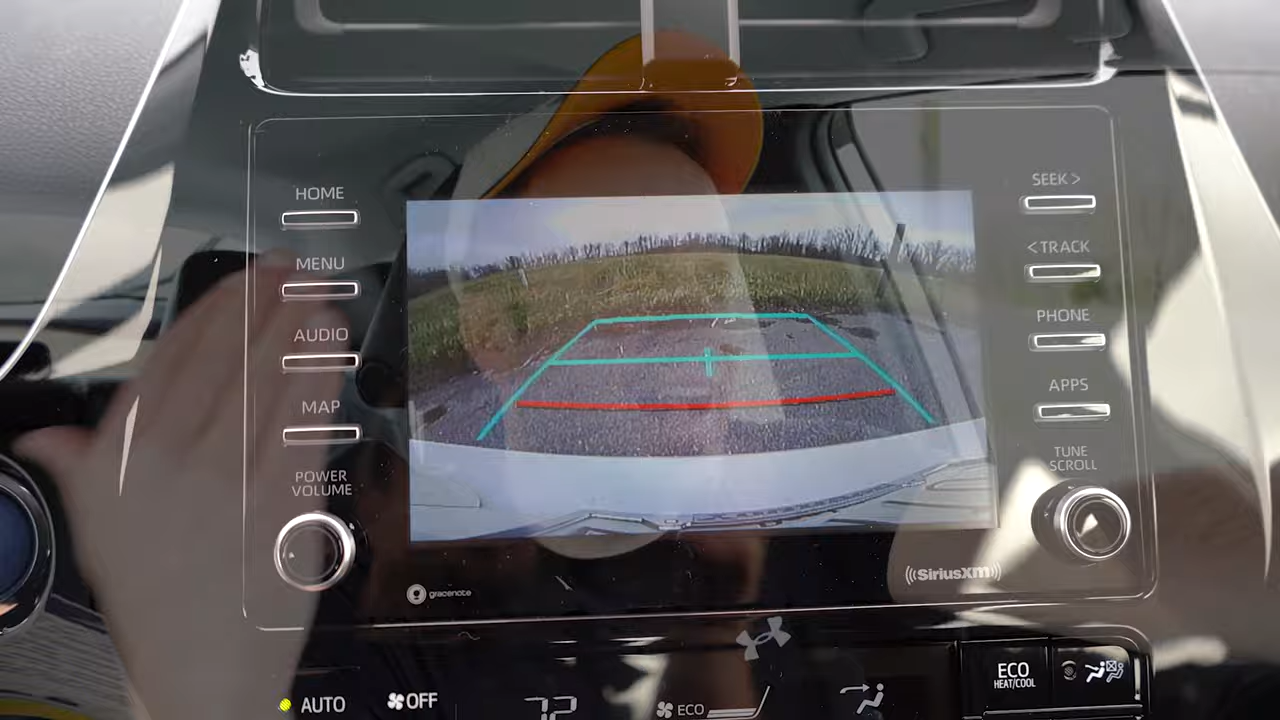 HOME
MENU
AUDIO
MAP
POWER
VOLUME
SEEK >
< TRACK
PHONE
APPS
TUNE
SCROLL
gracenote
((SiriusXM))
AUTO
OFF
72
ECO
ECO
HEAT/COOL